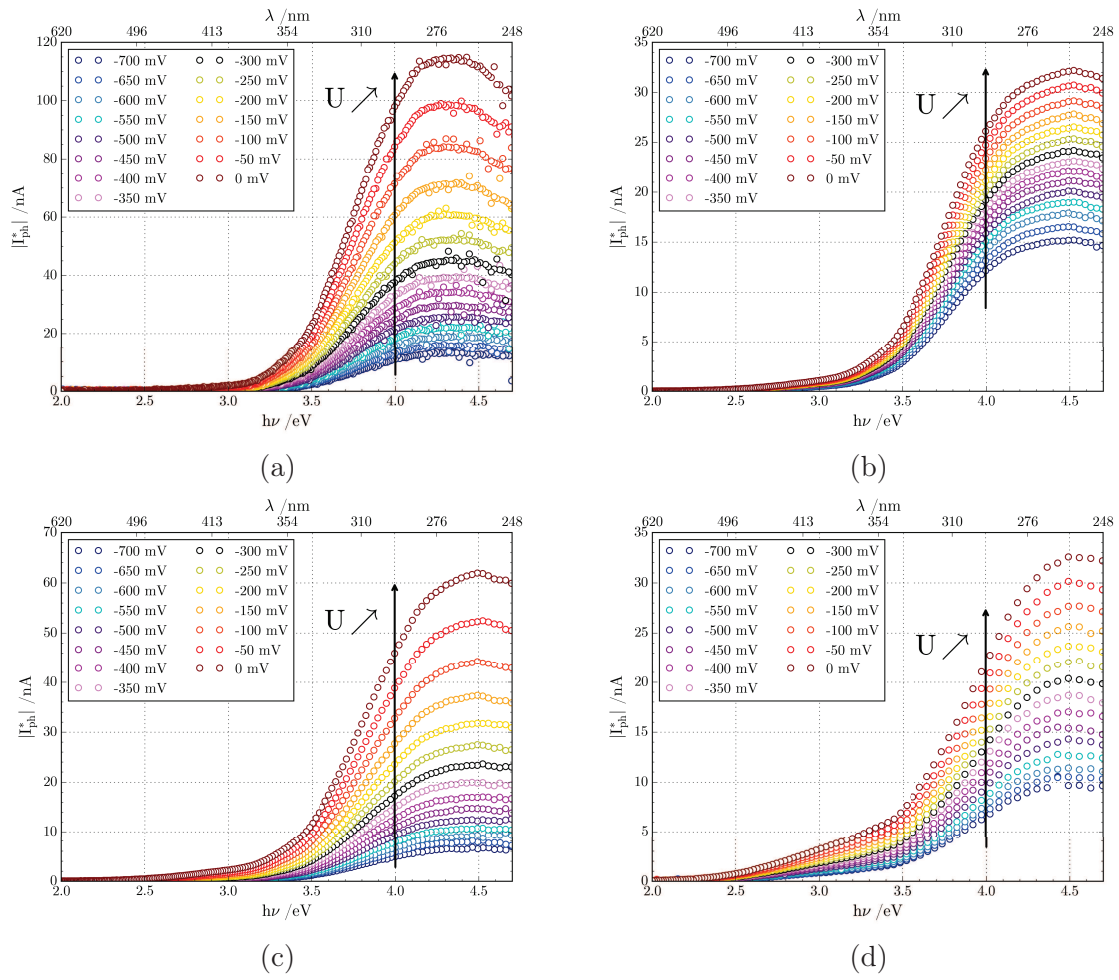 λ /nm
620 496 413 354 310 276 248
120
100
80
60
40
20
0
|I*ph| /nA
-700 mV -300 mV
-650 mV -250 mV
-600 mV -200 mV
-550 mV -150 mV
-500 mV -100 mV
-450 mV -50 mV
-400 mV 0 mV
-350 mV
U ↗
2.0 2.5 3.0 3.5 4.0 4.5
hν /eV
(a)
λ /nm
620 496 413 354 310 276 248
35
30
25
20
15
10
5
0
|I*ph| /nA
-700 mV -300 mV
-650 mV -250 mV
-600 mV -200 mV
-550 mV -150 mV
-500 mV -100 mV
-450 mV -50 mV
-400 mV 0 mV
-350 mV
U ↗
2.0 2.5 3.0 3.5 4.0 4.5
hν /eV
(b)
λ /nm
620 496 413 354 310 276 248
70
60
50
40
30
20
10
0
|I*ph| /nA
-700 mV -300 mV
-650 mV -250 mV
-600 mV -200 mV
-550 mV -150 mV
-500 mV -100 mV
-450 mV -50 mV
-400 mV 0 mV
-350 mV
U ↗
2.0 2.5 3.0 3.5 4.0 4.5
hν /eV
(c)
λ /nm
620 496 413 354 310 276 248
35
30
25
20
15
10
5
0
|I*ph| /nA
-700 mV -300 mV
-650 mV -250 mV
-600 mV -200 mV
-550 mV -150 mV
-500 mV -100 mV
-450 mV -50 mV
-400 mV 0 mV
-350 mV
U ↗
2.0 2.5 3.0 3.5 4.0 4.5
hν /eV
(d)